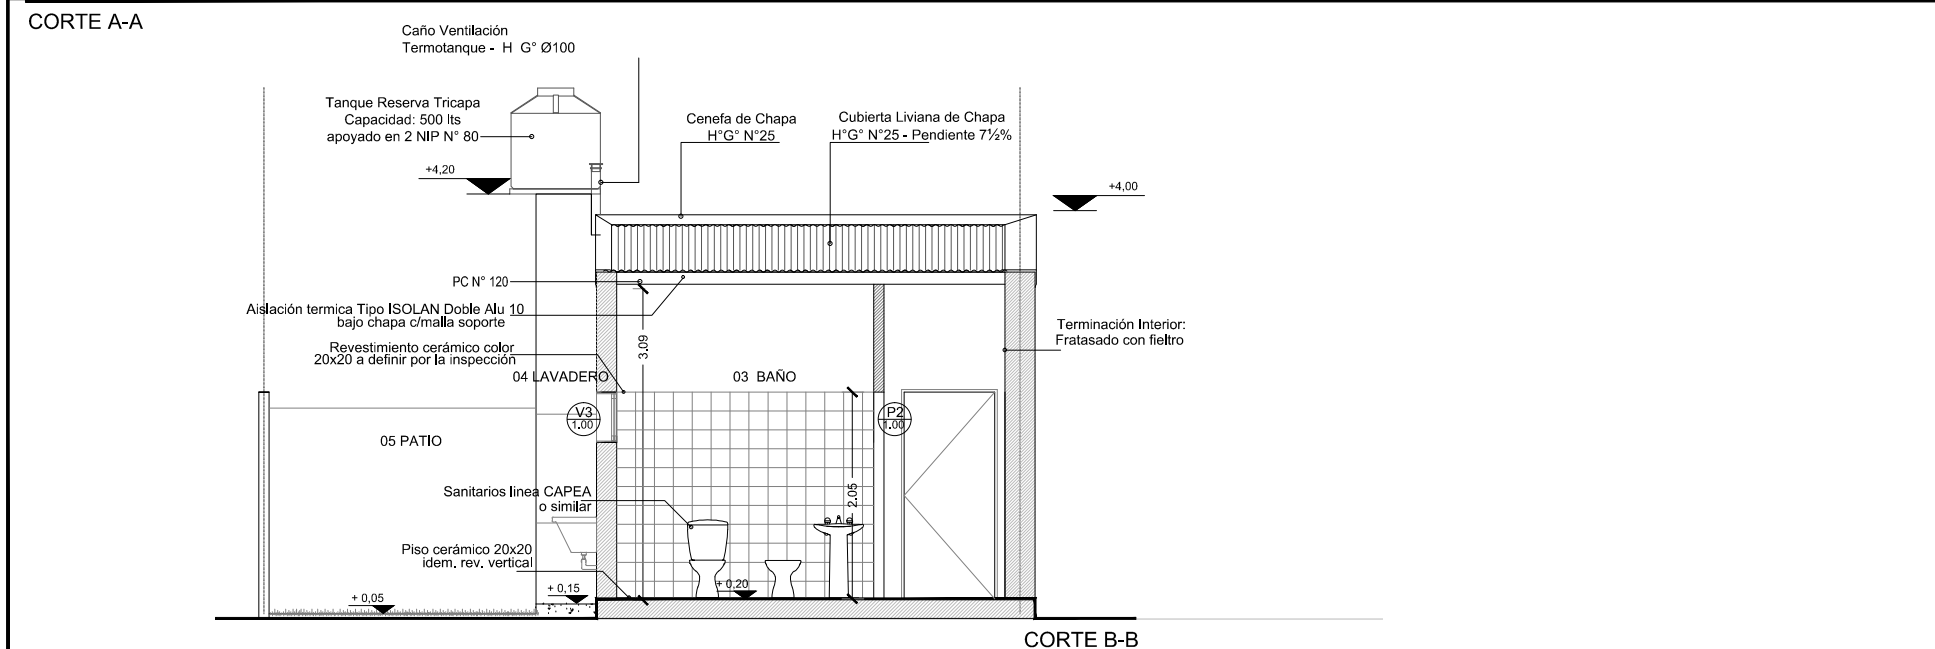 CORTE A-A
Caño Ventilación
Termotanque - H G° Ø100
Tanque Reserva Tricapa
Capacidad: 500 lts
apoyado en 2 NIP N° 80
Cenefa de Chapa
H°G° N°25
Cubierta Liviana de Chapa
H°G° N°25 - Pendiente 7½%
+4,20
+4,00
PC N° 120
Aislación termica Tipo ISOLAN Doble Alu 10
bajo chapa c/malla soporte
Revestimiento cerámico color
20x20 a definir por la inspección
3.09
Terminación Interior:
Fratasado con fieltro
04 LAVADERO
03 BAÑO
V3
1.00
P2
1.00
05 PATIO
Sanitarios linea CAPEA
o similar
2.05
Piso cerámico 20x20
idem. rev. vertical
+ 0,05
+ 0,15
+ 0,20
CORTE B-B